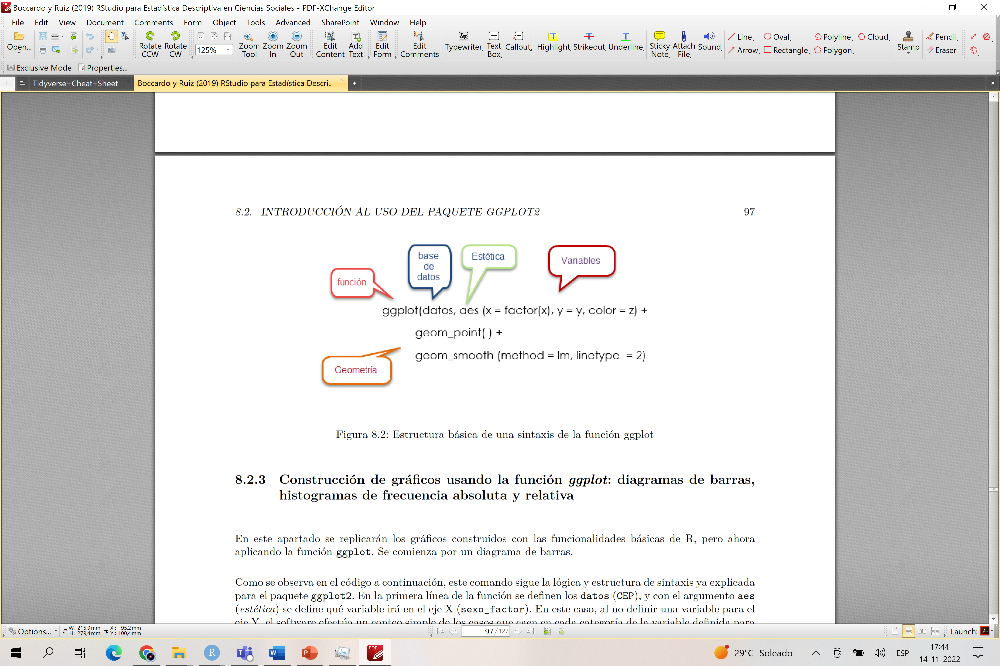 Boccardo y Ruiz (2019) RStudio para Estadística Descriptiva en Ciencias Sociales - PDF-XChange Editor
File Edit View Document Comments Form Object Tools Advanced SharePoint Window Help
Open...
125%
Rotate CCW
Rotate CW
Zoom Tool
Zoom In
Zoom Out
Edit Content
Add Text
Edit Form
Edit Comments
Typewriter
Text Box
Callout
Highlight
Strikeout
Underline
Sticky Note
Attach File
Sound
Line
Arrow
Oval
Rectangle
Polyline
Polygon
Cloud
Stamp
Pencil
Eraser
Exclusive Mode Properties...
Tidyverse+Cheat+Sheet
Boccardo y Ruiz (2019) RStudio para Estadística Descri..
8.2. INTRODUCCIÓN AL USO DEL PAQUETE GGPLOT2 97
función
base
de
datos
Estética
Variables
ggplot(datos, aes (x = factor(x), y = y, color = z) +
geom_point( ) +
geom_smooth (method = lm, linetype = 2)
Geometría
Figura 8.2: Estructura básica de una sintaxis de la función ggplot
8.2.3 Construcción de gráficos usando la función ggplot: diagramas de barras,
histogramas de frecuencia absoluta y relativa
En este apartado se replicarán los gráficos construidos con las funcionalidades básicas de R, pero ahora
aplicando la función ggplot. Se comienza por un diagrama de barras.
Como se observa en el código a continuación, este comando sigue la lógica y estructura de sintaxis ya explicada
para el paquete ggplot2. En la primera línea de la función se definen los datos (CEP), y con el argumento aes
(estética) se define qué variable irá en el eje X (sexo_factor). En este caso, al no definir una variable para el
eje Y, el software efectúa un conteo simple de los casos que caen en cada categoría de la variable definida para
Options...
W: 215,9 mm
H: 279,4 mm
X: 95,2 mm
Y: 100,4 mm
97 / 127
Launch:
29°C Soleado
ESP
17:44
14-11-2022